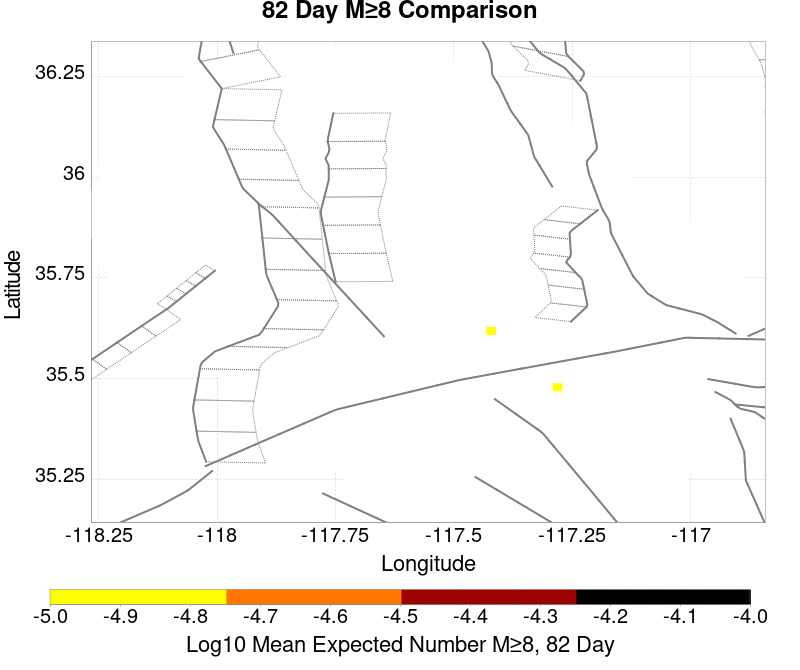 82 Day M≥8 Comparison
36.25
36
35.75
35.5
35.25
Latitude
-118.25 -118 -117.75 -117.5 -117.25 -117
Longitude
-5.0 -4.9 -4.8 -4.7 -4.6 -4.5 -4.4 -4.3 -4.2 -4.1 -4.0
Log10 Mean Expected Number M≥8, 82 Day